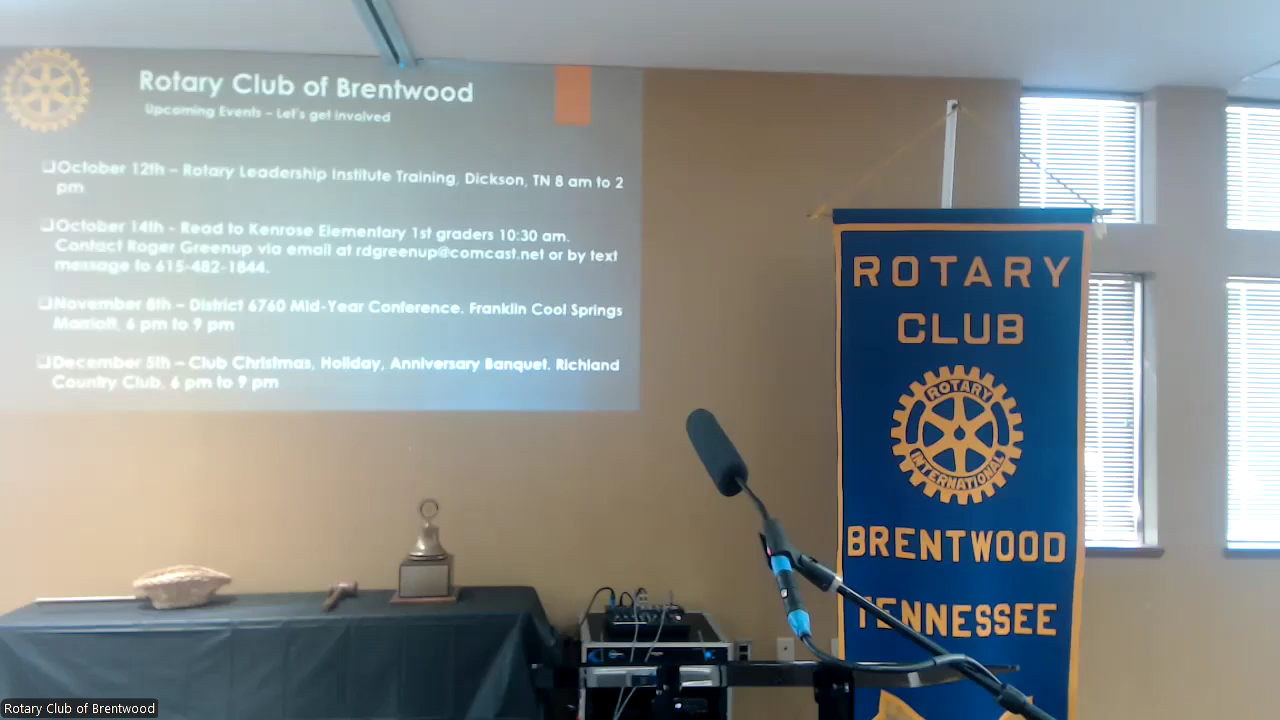 Rotary Club of Brentwood
Upcoming Events – Let's get involved
❑October 12th – Rotary Leadership Institute Training, Dickson, TN 8 am to 2
pm
❑October 14th - Read to Kenrose Elementary 1st graders 10:30 am.
Contact Roger Greenup via email at rdgreenup@comcast.net or by text
message to 615-482-1844.
❑November 8th – District 6760 Mid-Year Conference, Franklin Cool Springs
Marriott, 6 pm to 9 pm
❑December 5th – Club Christmas, Holiday, Anniversary Banquet, Richland
Country Club, 6 pm to 9 pm
ROTARY
CLUB
ROTARY
INTERNATIONAL
BRENTWOOD
TENNESSEE
Rotary Club of Brentwood